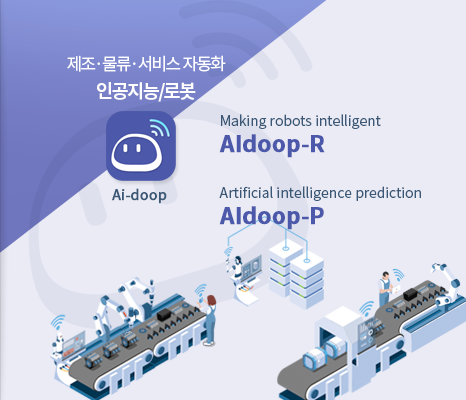 제조·물류·서비스 자동화
인공지능/로봇
Ai-doop
Making robots intelligent
AIdoop-R
Artificial intelligence prediction
AIdoop-P